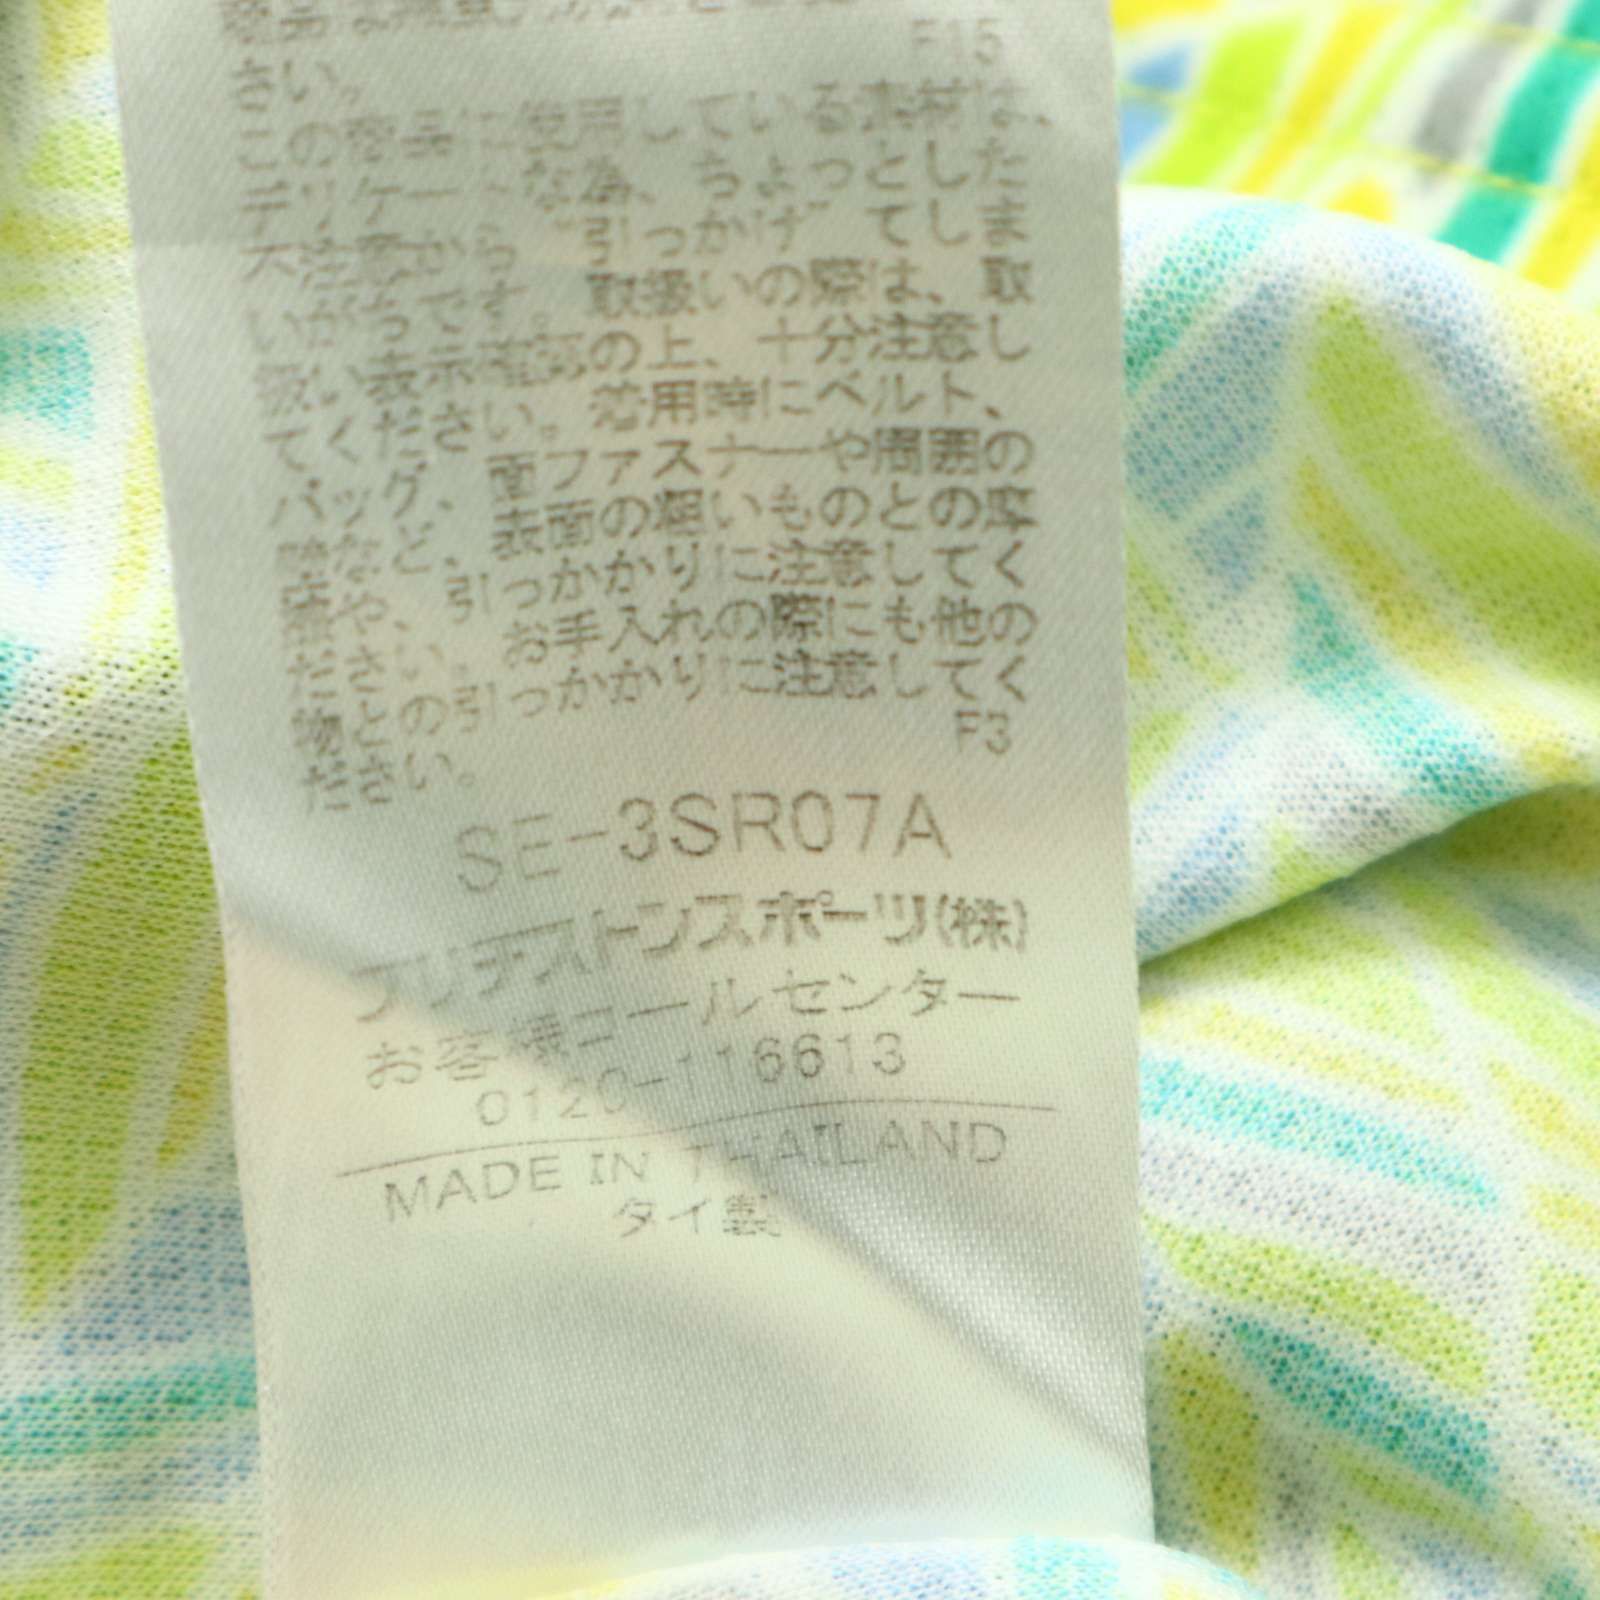 さい。
F15
この商品に使用している素材は、
デリケートな為、ちょっとした
不注意から 引っかけ てしま
いがちです。取扱いの際は、取
扱い表示確認の上、十分注意し
てください。着用時にベルト、
バッグ、面ファスナーや周囲の
表面の粗いものとの摩
擦など、引っかかりに注意してく
ださい。お手入れの際にも他の
物との引っかかりに注意してく
ださい。
F3
SE-3SR07A
ブリヂストンスポーツ(株)
お客様コールセンター
0120-116613
MADE IN THAILAND
タイ製